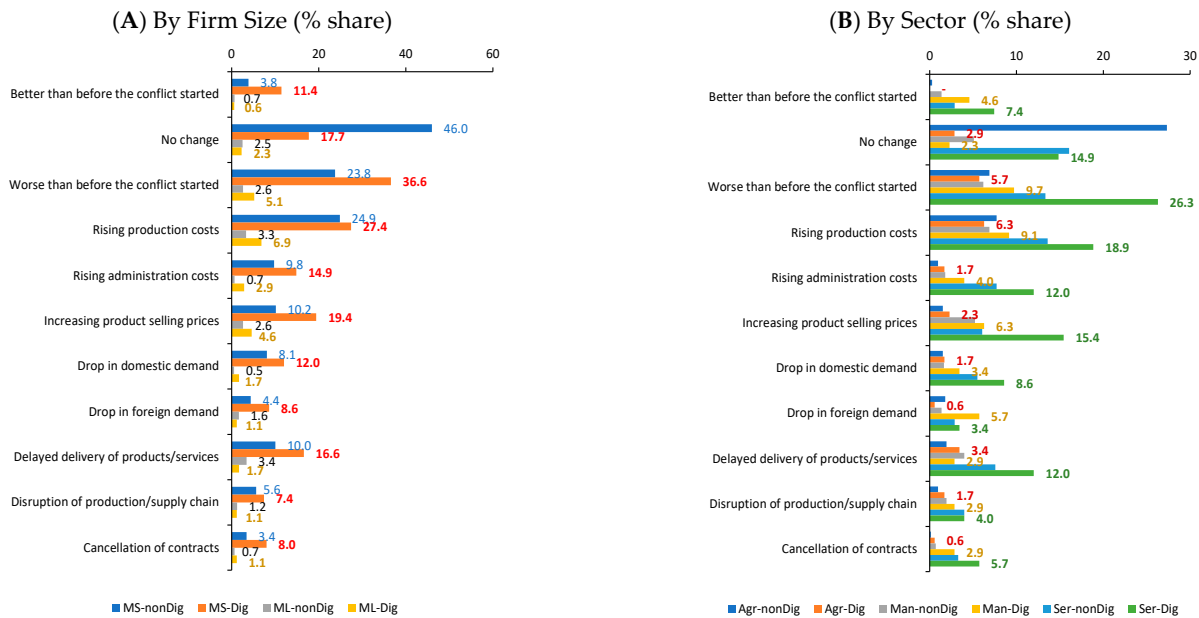 (A) By Firm Size (% share)
0 20 40 60
Better than before the conflict started
3.8
11.4
0.7
0.6
No change
46.0
17.7
2.5
2.3
Worse than before the conflict started
23.8
36.6
2.6
5.1
Rising production costs
24.9
27.4
3.3
6.9
Rising administration costs
9.8
14.9
0.7
2.9
Increasing product selling prices
10.2
19.4
2.6
4.6
Drop in domestic demand
8.1
12.0
0.5
1.7
Drop in foreign demand
4.4
8.6
1.6
1.1
Delayed delivery of products/services
10.0
16.6
3.4
1.7
Disruption of production/supply chain
5.6
7.4
1.2
1.1
Cancellation of contracts
3.4
8.0
0.7
1.1
MS-nonDig MS-Dig ML-nonDig ML-Dig
(B) By Sector (% share)
0 10 20 30
Better than before the conflict started
-
4.6
7.4
No change
2.9
2.3
14.9
Worse than before the conflict started
5.7
9.7
26.3
Rising production costs
6.3
9.1
18.9
Rising administration costs
1.7
4.0
12.0
Increasing product selling prices
2.3
6.3
15.4
Drop in domestic demand
1.7
3.4
8.6
Drop in foreign demand
0.6
5.7
3.4
Delayed delivery of products/services
3.4
2.9
12.0
Disruption of production/supply chain
1.7
2.9
4.0
Cancellation of contracts
0.6
2.9
5.7
Agr-nonDig Agr-Dig Man-nonDig Man-Dig Ser-nonDig Ser-Dig